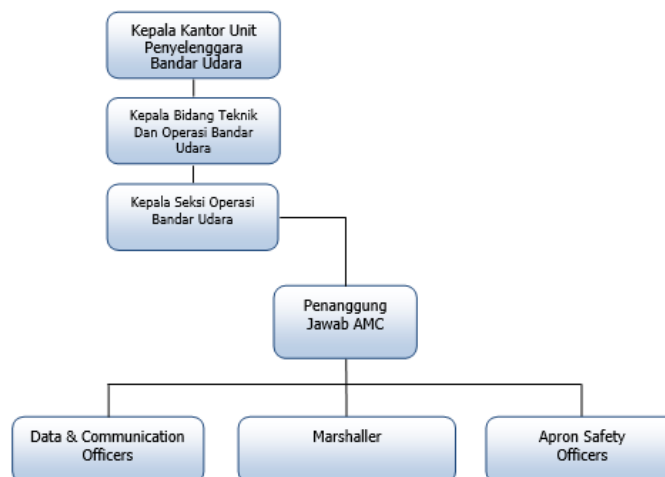 Kepala Kantor Unit
Penyelenggara
Bandar Udara
Kepala Bidang Teknik
Dan Operasi Bandar
Udara
Kepala Seksi Operasi
Bandar Udara
Penanggung
Jawab AMC
Data & Communication
Officers
Marshaller
Apron Safety
Officers